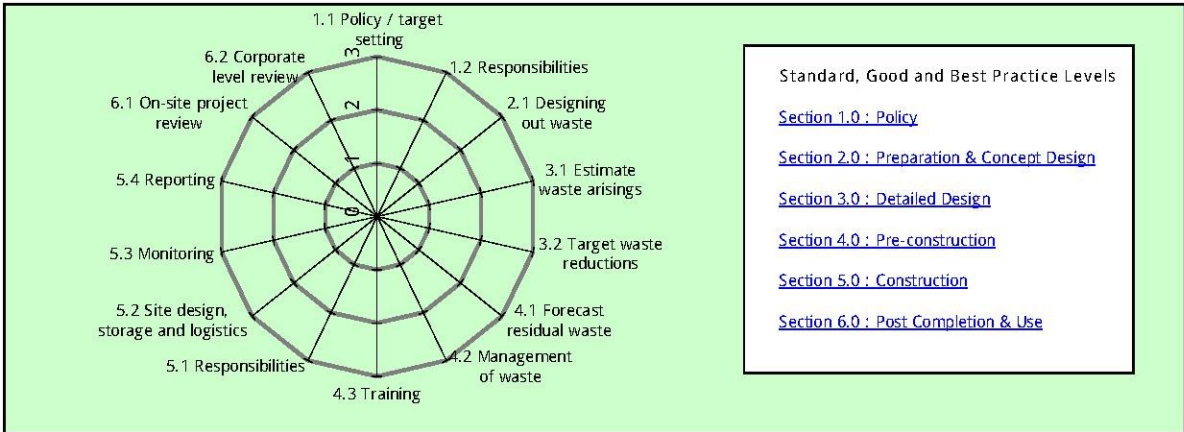 1.1 Policy / target
setting
1.2 Responsibilities
2.1 Designing
out waste
3.1 Estimate
waste arisings
3.2 Target waste
reductions
4.1 Forecast
residual waste
4.2 Management
of waste
4.3 Training
5.1 Responsibilities
5.2 Site design,
storage and logistics
5.3 Monitoring
5.4 Reporting
6.1 On-site project
review
6.2 Corporate
level review
3
2
1
0
Standard, Good and Best Practice Levels
Section 1.0 : Policy
Section 2.0 : Preparation & Concept Design
Section 3.0 : Detailed Design
Section 4.0 : Pre-construction
Section 5.0 : Construction
Section 6.0 : Post Completion & Use